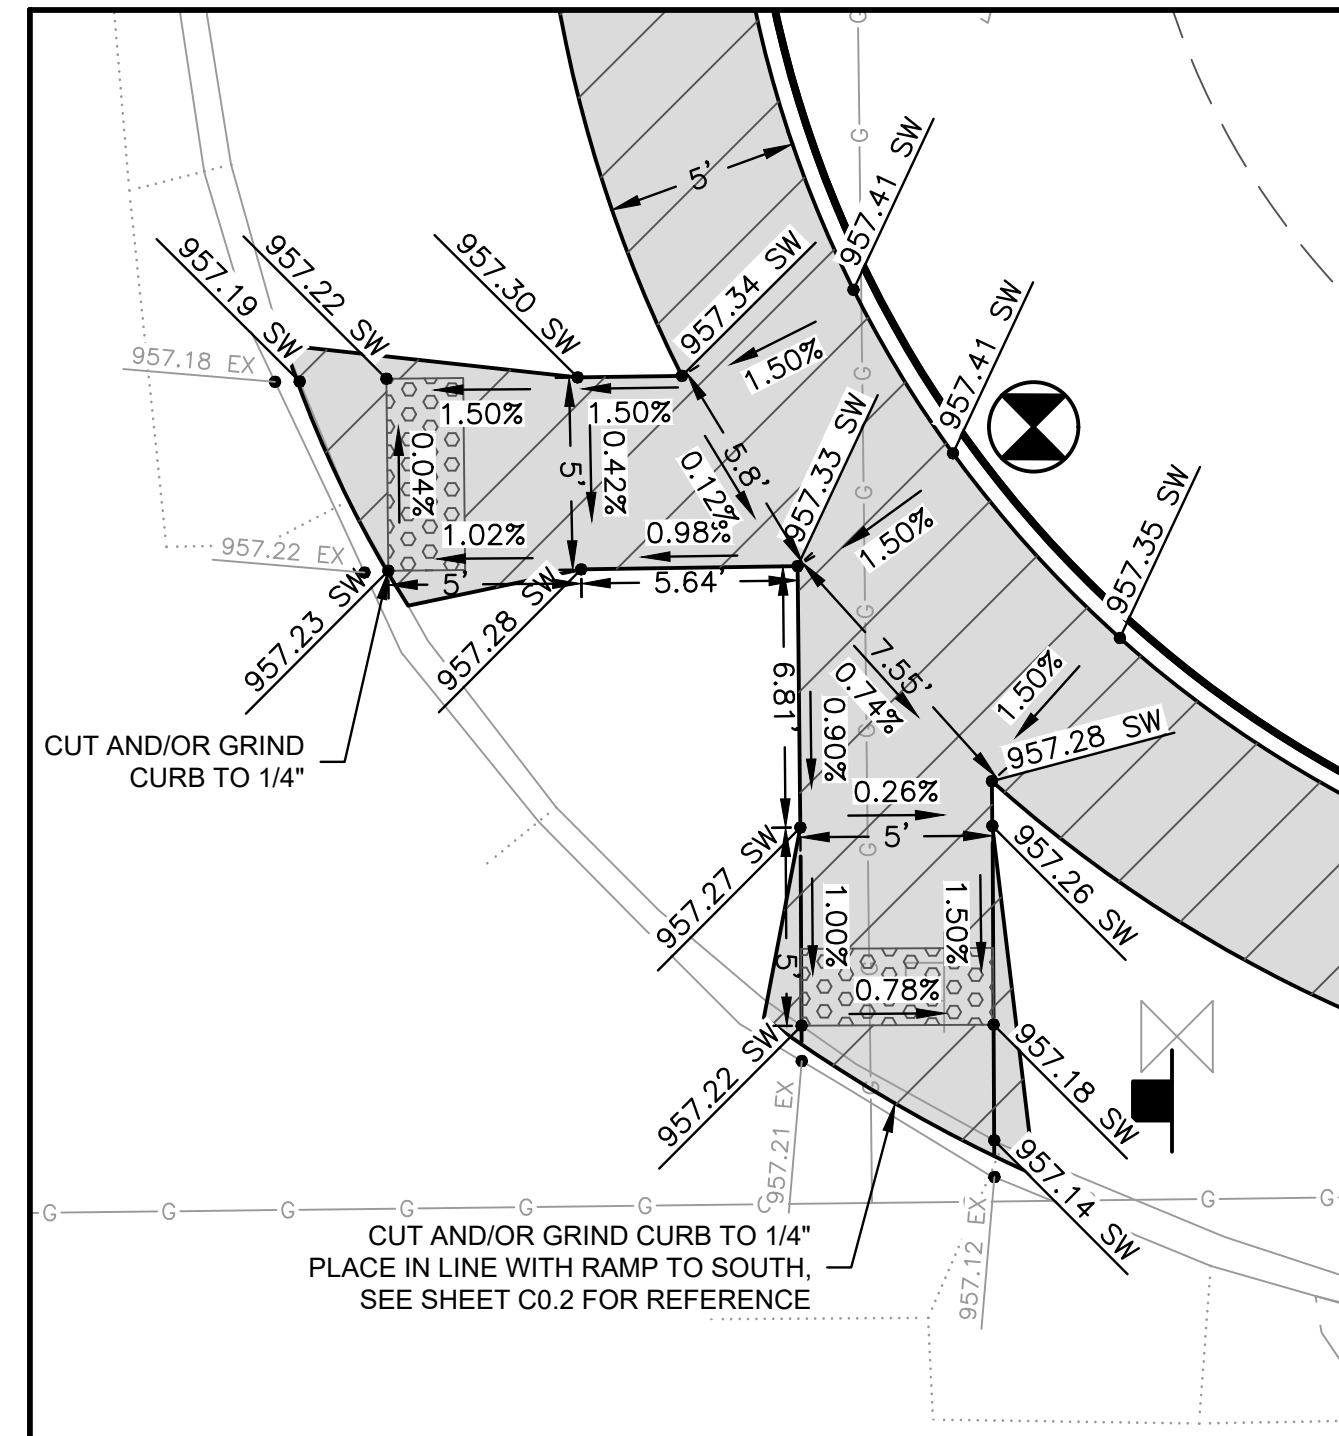 G
5'
957.41 SW
G
957.19 SW
957.22 SW
957.30 SW
957.34 SW
957.41 SW
957.18 EX
1.50%
1.50%
1.50%
5.8'
957.33 SW
G
0.04%
5'
0.42%
0.12%
957.35 SW
1.02%
0.98%
1.50%
957.22 EX
5'
5.64'
G
957.23 SW
957.28 SW
7.55'
1.50%
6.81'
0.74%
957.28 SW
G
0.90%
CUT AND/OR GRIND
CURB TO 1/4"
0.26%
5'
G
957.27 SW
957.26 SW
1.00%
1.50%
5'
G
0.78%
957.22 SW
957.18 SW
G
957.21 EX
957.14 SW
G G G G G G G G G
957.12 EX
CUT AND/OR GRIND CURB TO 1/4"
PLACE IN LINE WITH RAMP TO SOUTH,
SEE SHEET C0.2 FOR REFERENCE